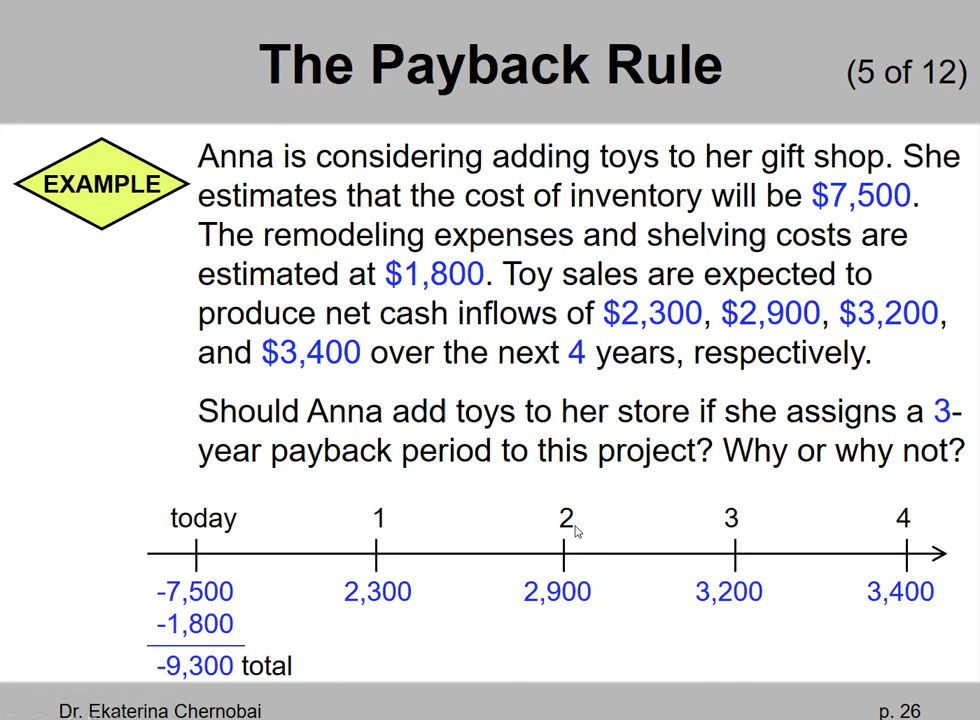 The Payback Rule
(5 of 12)
EXAMPLE
Anna is considering adding toys to her gift shop. She
estimates that the cost of inventory will be $7,500.
The remodeling expenses and shelving costs are
estimated at $1,800. Toy sales are expected to
produce net cash inflows of $2,300, $2,900, $3,200,
and $3,400 over the next 4 years, respectively.
Should Anna add toys to her store if she assigns a 3-
year payback period to this project? Why or why not?
today 1 2 3 4
-7,500 2,300 2,900 3,200 3,400
-1,800
-9,300 total
Dr. Ekaterina Chernobai
p. 26